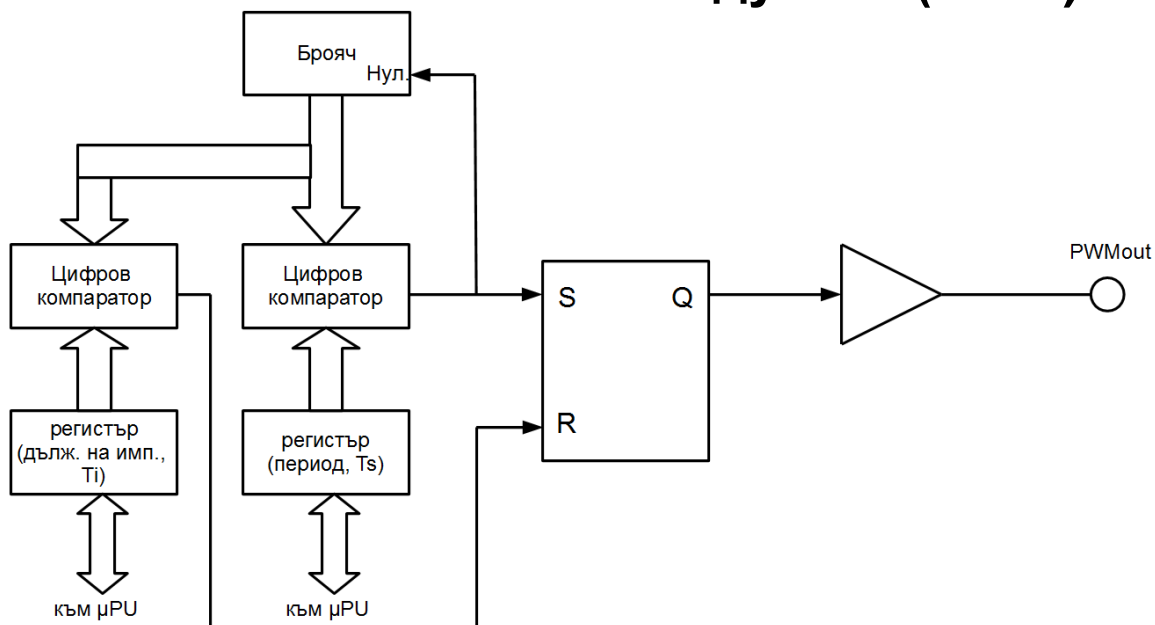 Брояч
Нул.
Цифров
компаратор
Цифров
компаратор
S
Q
R
PWMout
регистър
(дълж. на имп.,
Ti)
регистър
(период, Ts)
към µPU
към µPU